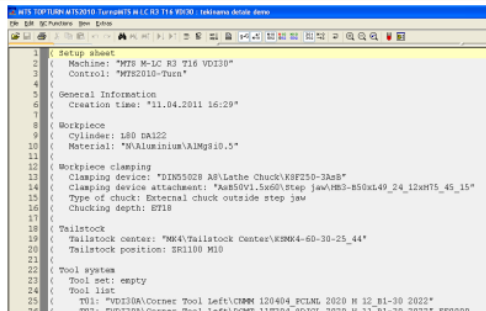 MTS TOPTURN MTS2010-Turn@MTS M-LC R3 T16 VDI30 : tekinama detale demo
File Edit NC Functions View Extras
1 ( Setup sheet
2 ( Machine: "MTS M-LC R3 T16 VDI30"
3 ( Control: "MTS2010-Turn"
4 (
5 ( General Information
6 ( Creation time: "11.04.2011 16:29"
7 (
8 ( Workpiece
9 ( Cylinder: L80 DA122
10 ( Material: "N\Aluminium\AlMgSi0.5"
11 (
12 ( Workpiece clamping
13 ( Clamping device: "DIN55028 A8\Lathe Chuck\KSF250-3AsB"
14 ( Clamping device attachment: "AsB50V1.5x60\Step jaw\HB3-B50xL49_24_12xH75_45_15"
15 ( Type of chuck: External chuck outside step jaw
16 ( Chucking depth: ET18
17 (
18 ( Tailstock
19 ( Tailstock center: "MK4\Tailstock Center\KSMK4-60-30-25_44"
20 ( Tailstock position: ZR1100 M10
21 (
22 ( Tool system
23 ( Tool set: empty
24 ( Tool list
25 ( T01: "VDI30A\Corner Tool Left\CNMM 120404_PCLNL 2020 H 12_B1-30 2022"